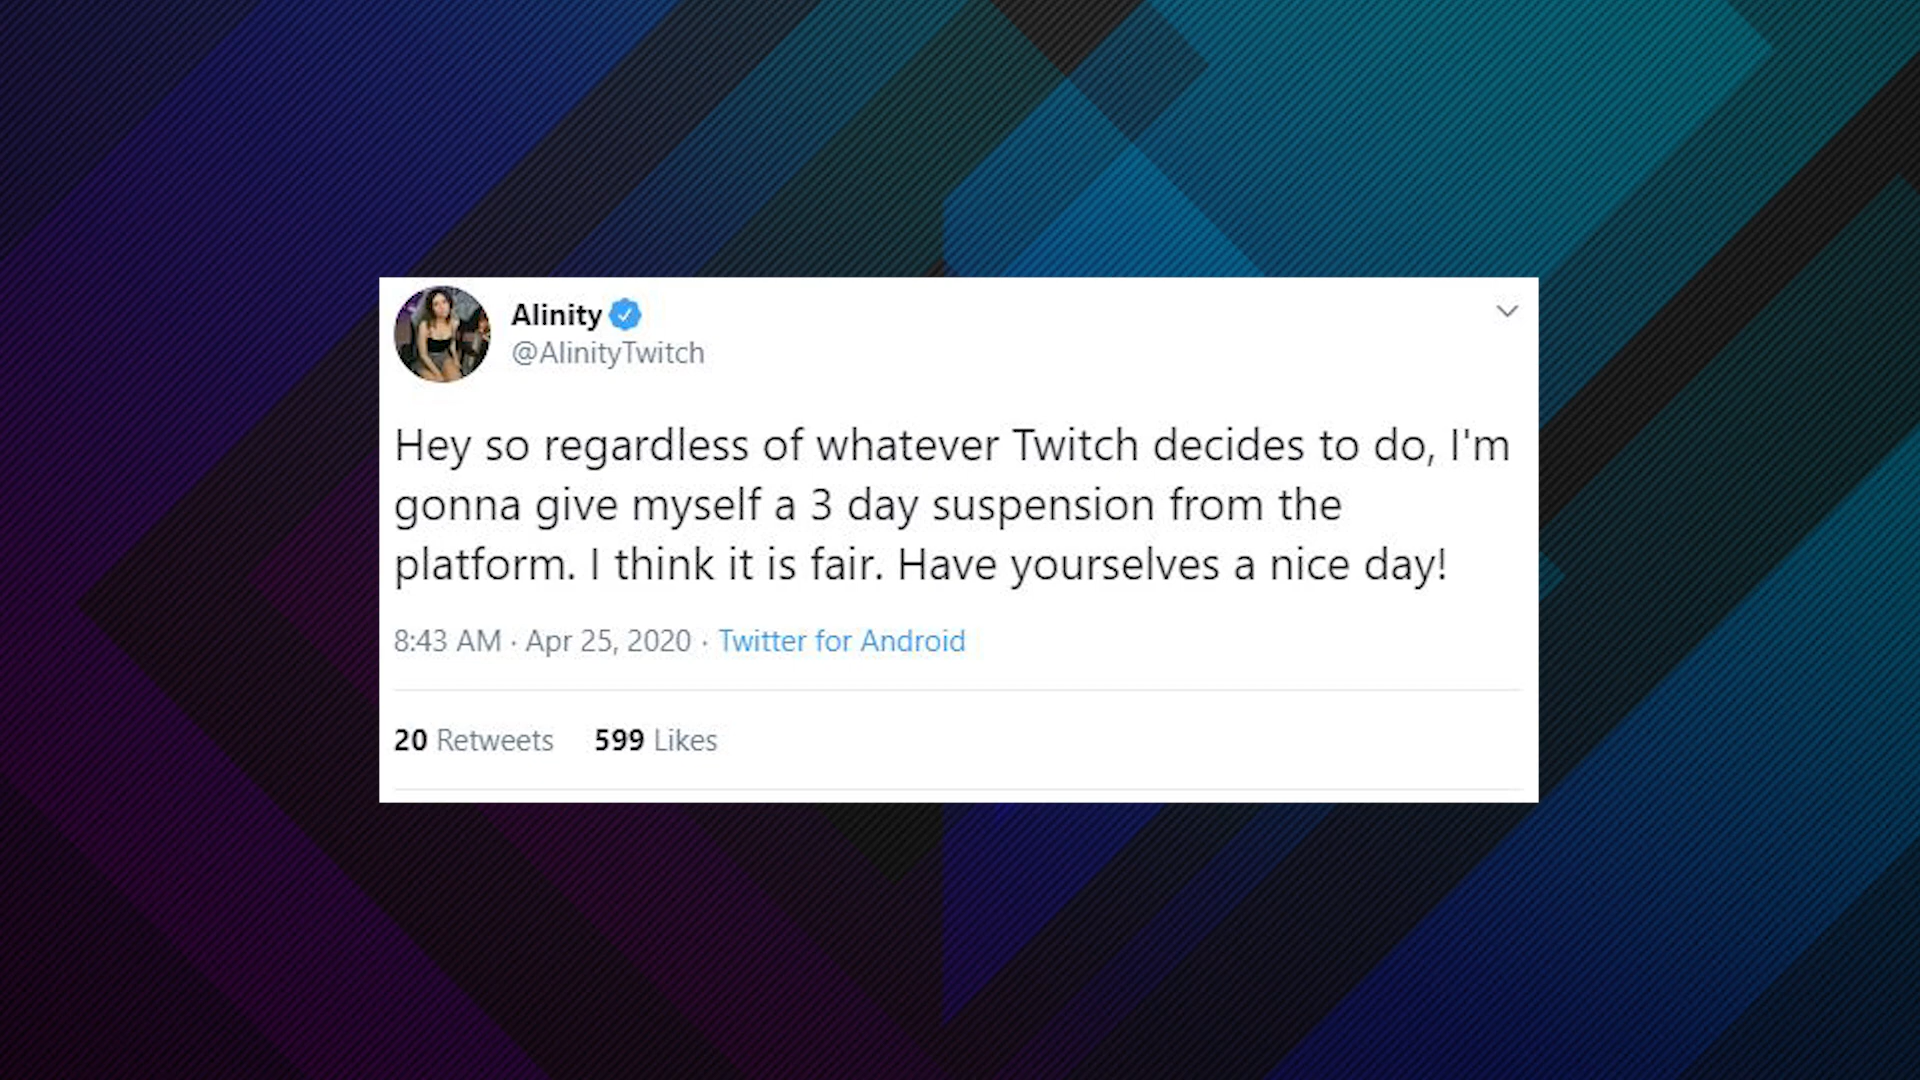 Alinity
@AlinityTwitch
Hey so regardless of whatever Twitch decides to do, I'm
gonna give myself a 3 day suspension from the
platform. I think it is fair. Have yourselves a nice day!
8:43 AM · Apr 25, 2020 · Twitter for Android
20 Retweets 599 Likes